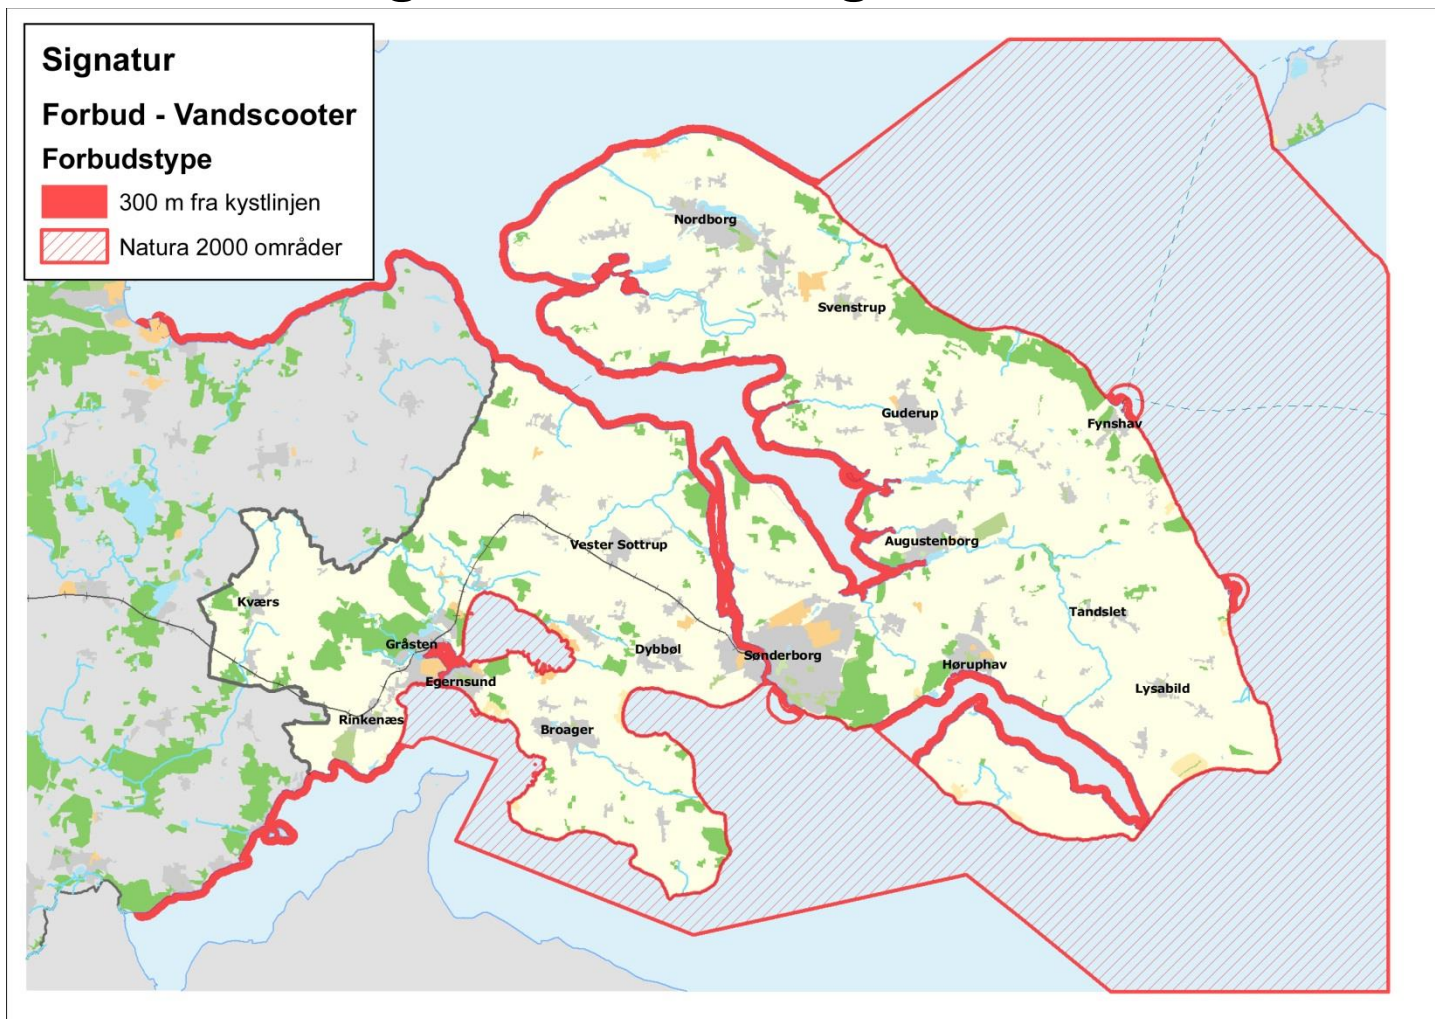 Signatur
Forbud - Vandscooter
Forbudstype
300 m fra kystlinjen
Natura 2000 områder
Nordborg
Svenstrup
Guderup
Fynshav
Augustenborg
Vester Sottrup
Kværs
Tandslet
Gråsten
Dybbøl
Sønderborg
Høruphav
Egernsund
Lysabild
Rinkenæs
Broager